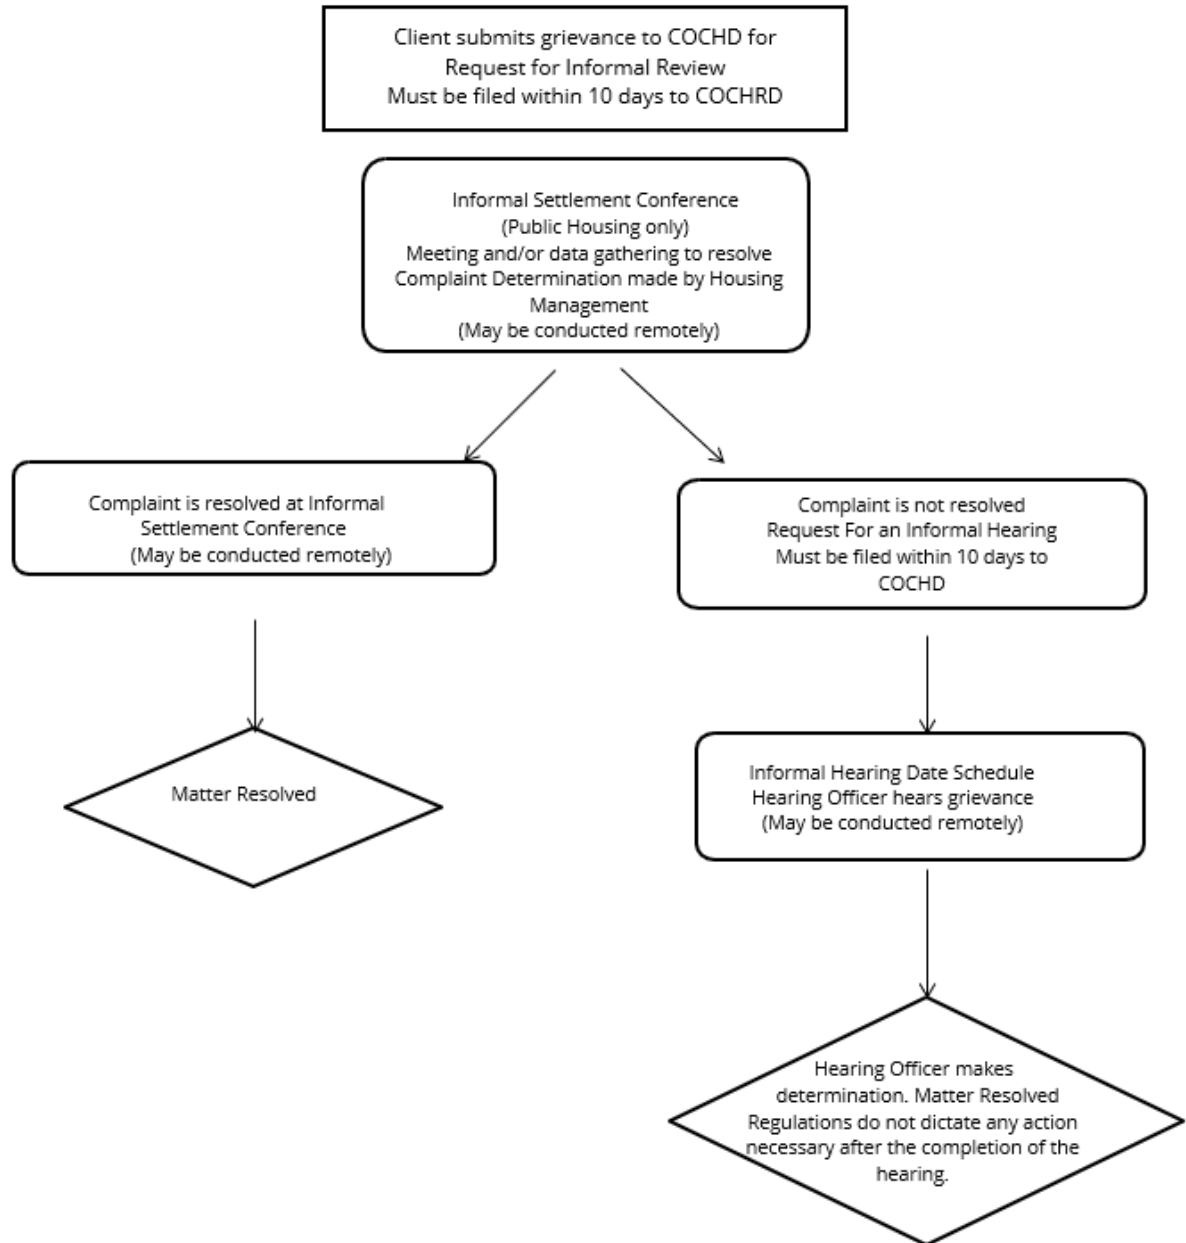 Client submits grievance to COCHD for
Request for Informal Review
Must be filed within 10 days to COCHRD
Informal Settlement Conference
(Public Housing only)
Meeting and/or data gathering to resolve
Complaint Determination made by Housing
Management
(May be conducted remotely)
Complaint is resolved at Informal
Settlement Conference
(May be conducted remotely)
Complaint is not resolved
Request For an Informal Hearing
Must be filed within 10 days to
COCHD
Matter Resolved
Informal Hearing Date Schedule
Hearing Officer hears grievance
(May be conducted remotely)
Hearing Officer makes
determination. Matter Resolved
Regulations do not dictate any action
necessary after the completion of the
hearing.